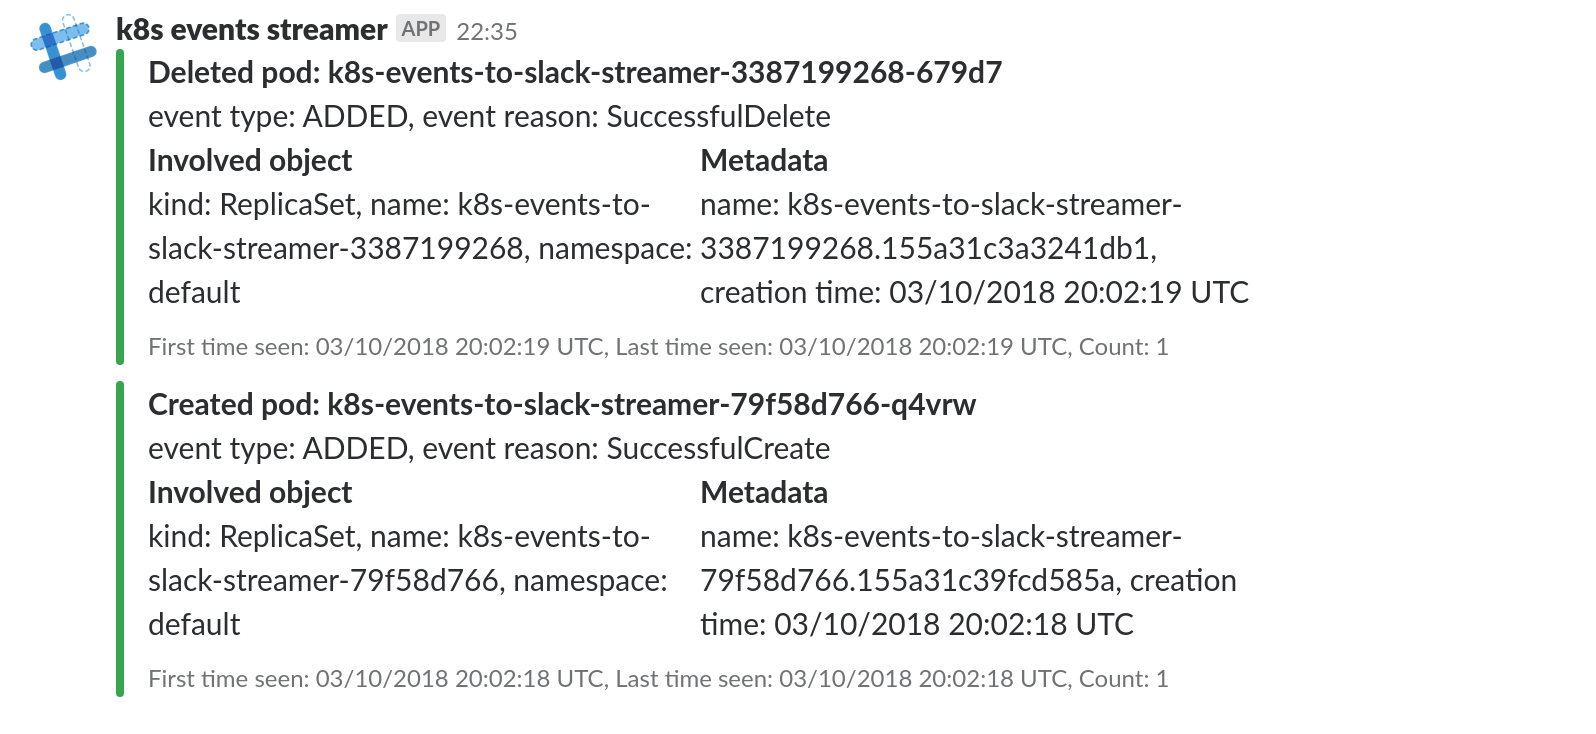 k8s events streamer APP 22:35
Deleted pod: k8s-events-to-slack-streamer-3387199268-679d7
event type: ADDED, event reason: SuccessfulDelete
Involved object Metadata
kind: ReplicaSet, name: k8s-events-to- name: k8s-events-to-slack-streamer-
slack-streamer-3387199268, namespace: 3387199268.155a31c3a3241db1,
default creation time: 03/10/2018 20:02:19 UTC
First time seen: 03/10/2018 20:02:19 UTC, Last time seen: 03/10/2018 20:02:19 UTC, Count: 1
Created pod: k8s-events-to-slack-streamer-79f58d766-q4vrw
event type: ADDED, event reason: SuccessfulCreate
Involved object Metadata
kind: ReplicaSet, name: k8s-events-to- name: k8s-events-to-slack-streamer-
slack-streamer-79f58d766, namespace: 79f58d766.155a31c39fcd585a, creation
default time: 03/10/2018 20:02:18 UTC
First time seen: 03/10/2018 20:02:18 UTC, Last time seen: 03/10/2018 20:02:18 UTC, Count: 1